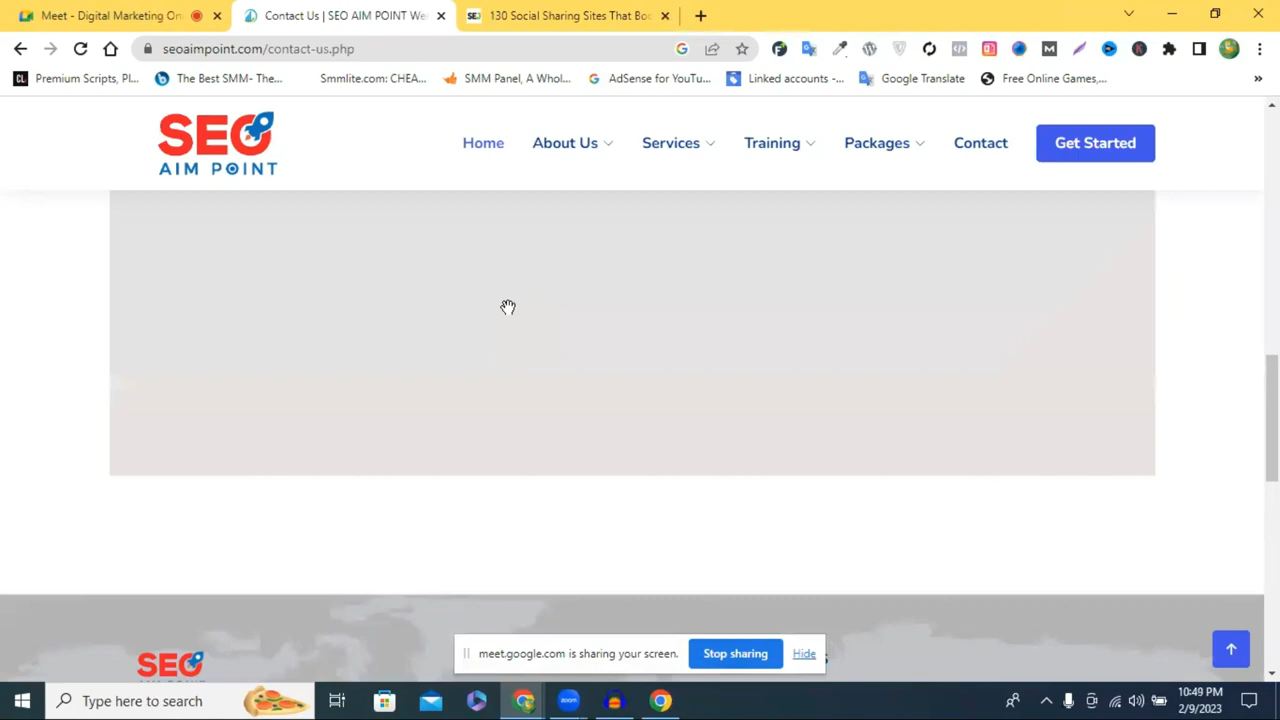 Meet - Digital Marketing On
Contact Us | SEO AIM POINT We
130 Social Sharing Sites That Boo
seoaimpoint.com/contact-us.php
Premium Scripts, Pl...
The Best SMM- The...
Smmlite.com: CHEA...
SMM Panel, A Whol...
AdSense for YouTu...
Linked accounts -...
Google Translate
Free Online Games,...
SEO
AIM POINT
Home
About Us
Services
Training
Packages
Contact
Get Started
SEO
meet.google.com is sharing your screen.
Stop sharing
Hide
Type here to search
zoom
10:49 PM
2/9/2023